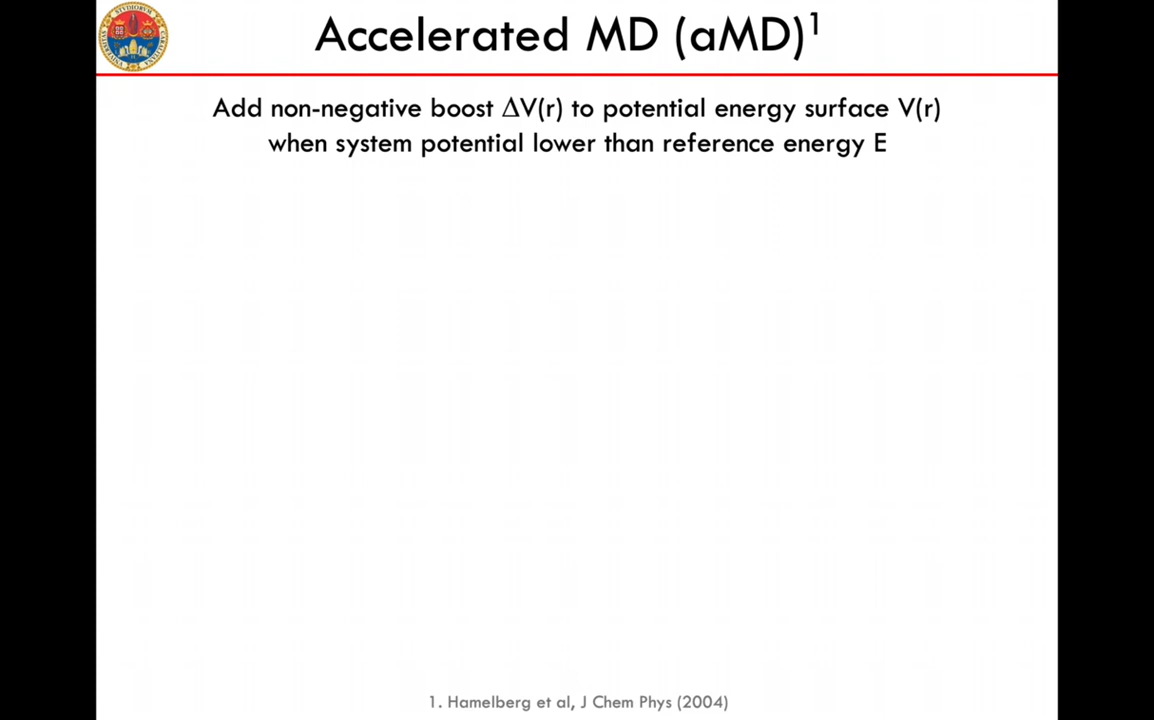 Accelerated MD (aMD)¹
Add non-negative boost ΔV(r) to potential energy surface V(r)
when system potential lower than reference energy E
1. Hamelberg et al, J Chem Phys (2004)